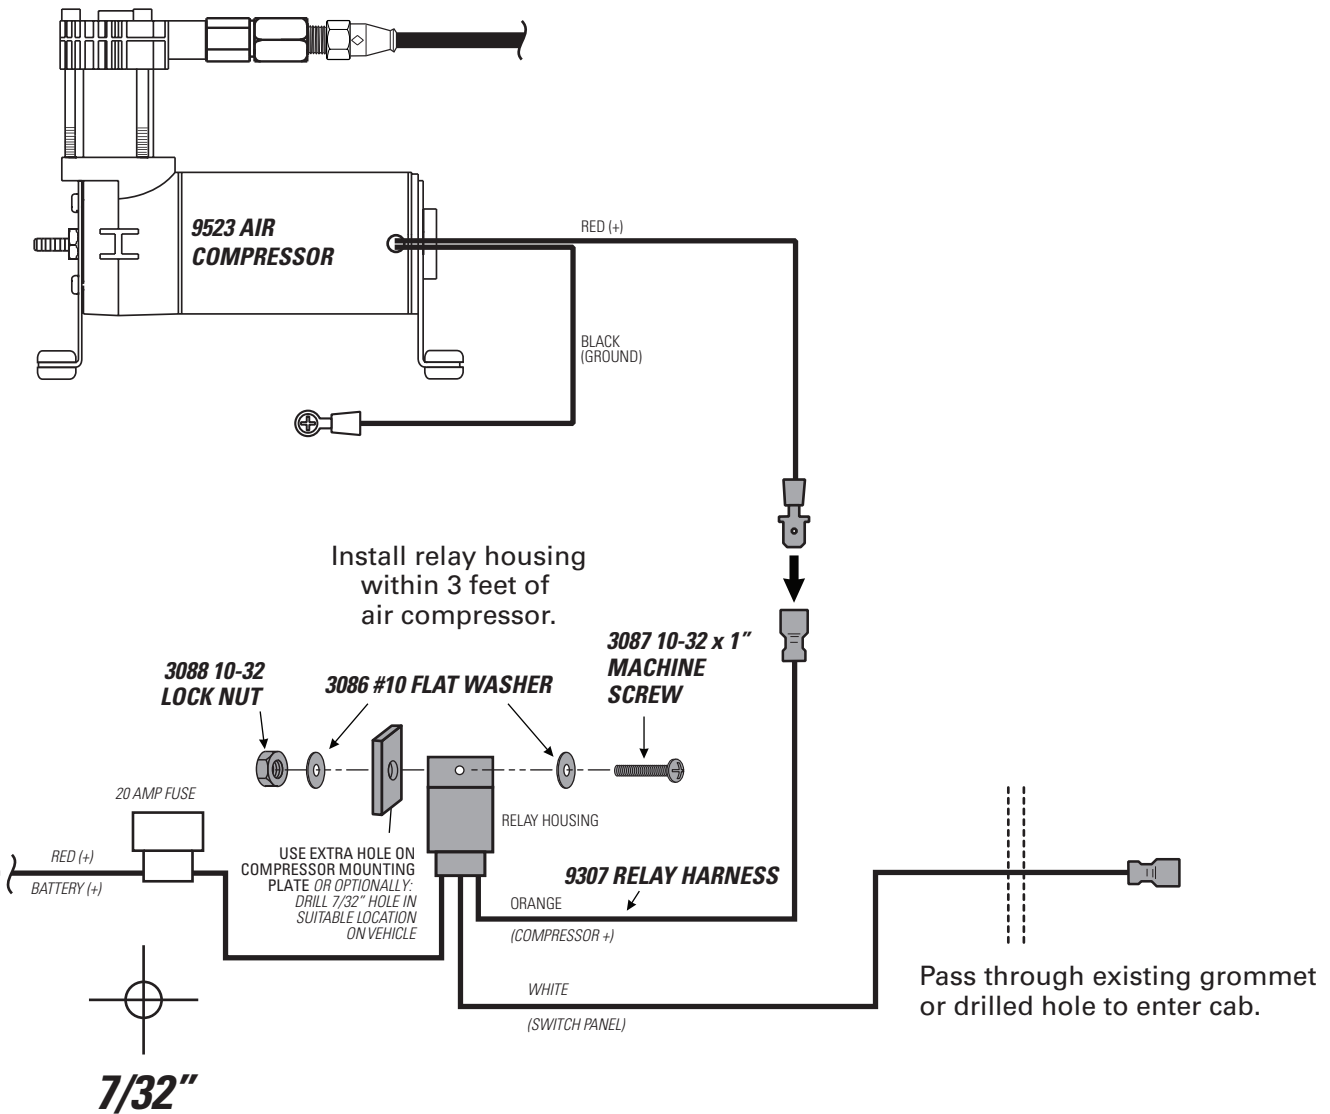 9523 AIR
COMPRESSOR
RED (+)
BLACK
(GROUND)
Install relay housing
within 3 feet of
air compressor.
3087 10-32 x 1”
MACHINE
SCREW
3088 10-32
LOCK NUT
3086 #10 FLAT WASHER
20 AMP FUSE
RELAY HOUSING
RED (+)
BATTERY (+)
USE EXTRA HOLE ON
COMPRESSOR MOUNTING
PLATE OR OPTIONALLY:
DRILL 7/32” HOLE IN
SUITABLE LOCATION
ON VEHICLE
9307 RELAY HARNESS
ORANGE
(COMPRESSOR +)
WHITE
(SWITCH PANEL)
Pass through existing grommet
or drilled hole to enter cab.
7/32”